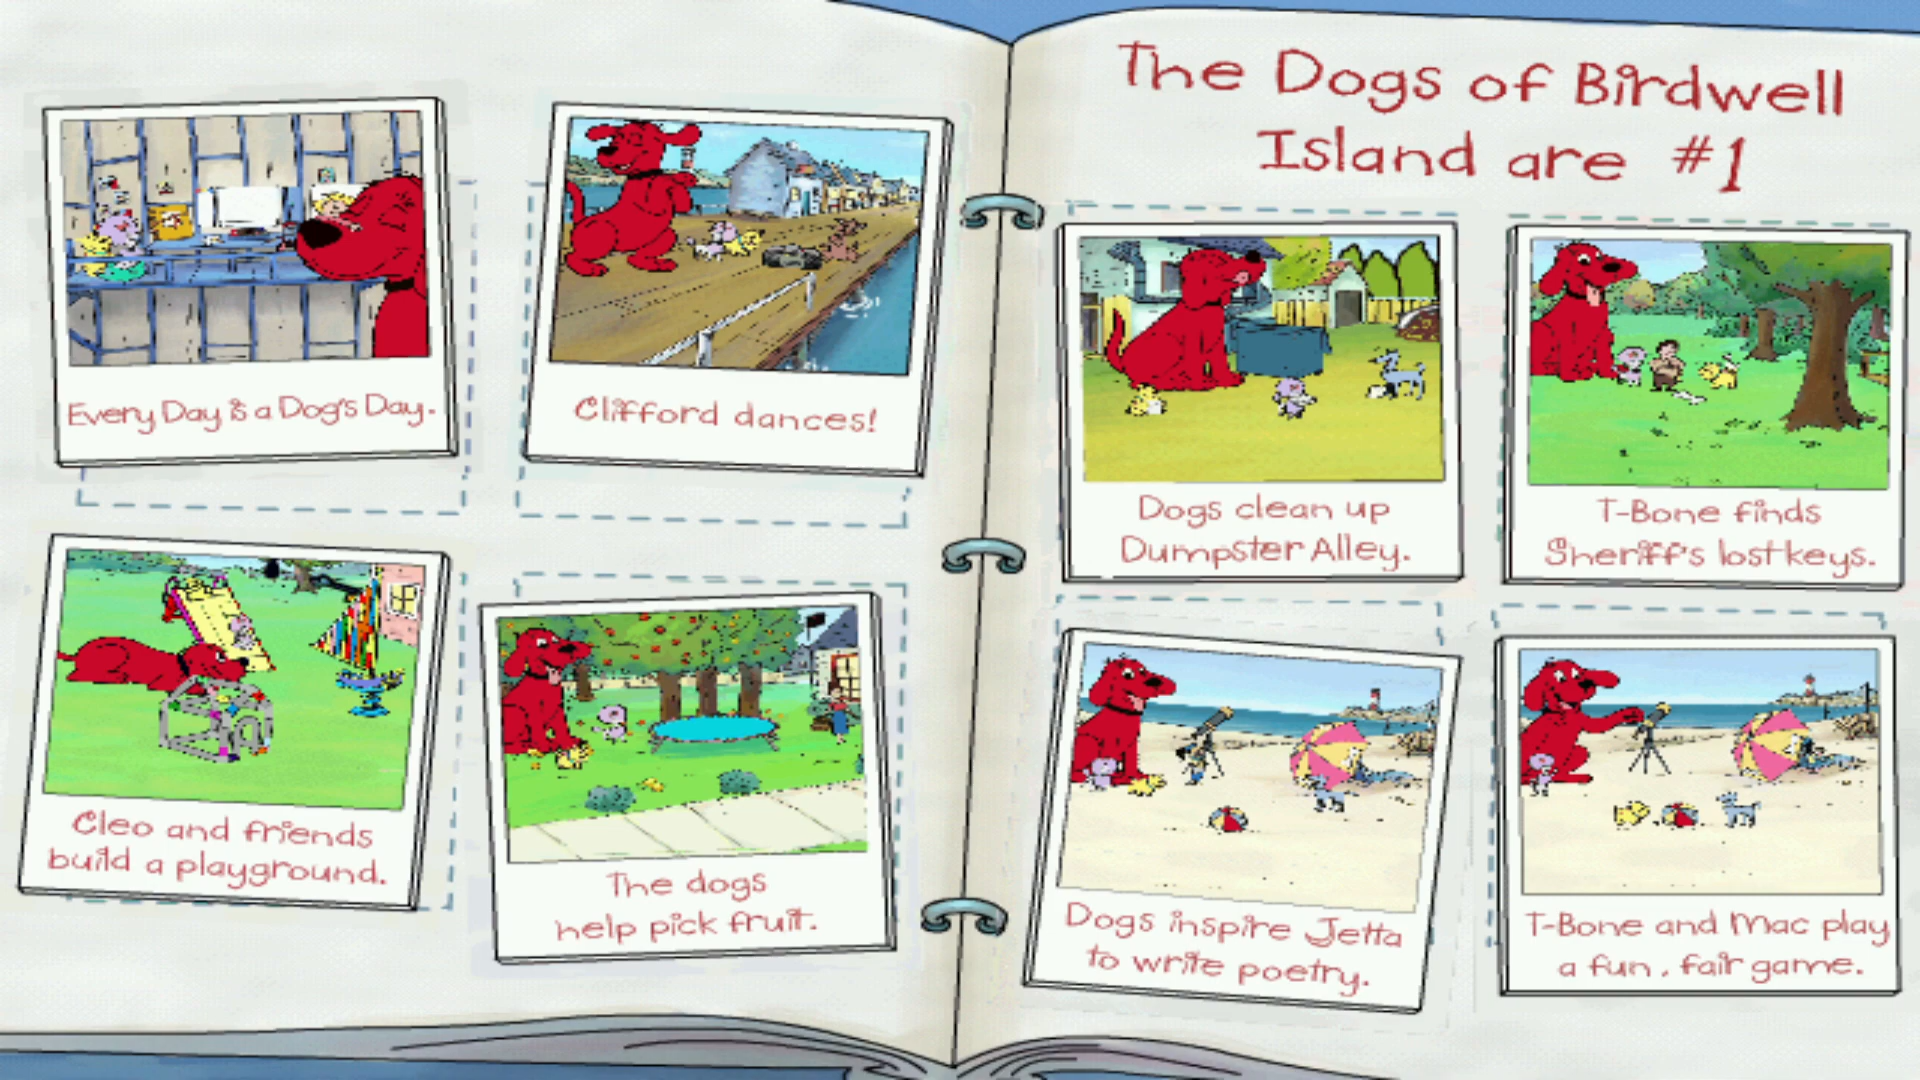 Every Day is a Dog's Day.
Clifford dances!
Cleo and friends
build a playground.
The dogs
help pick fruit.
The Dogs of Birdwell
Island are #1
Dogs clean up
Dumpster Alley.
T-Bone finds
Sheriff's lost keys.
Dogs inspire Jetta
to write poetry.
T-Bone and Mac play
a fun, fair game.